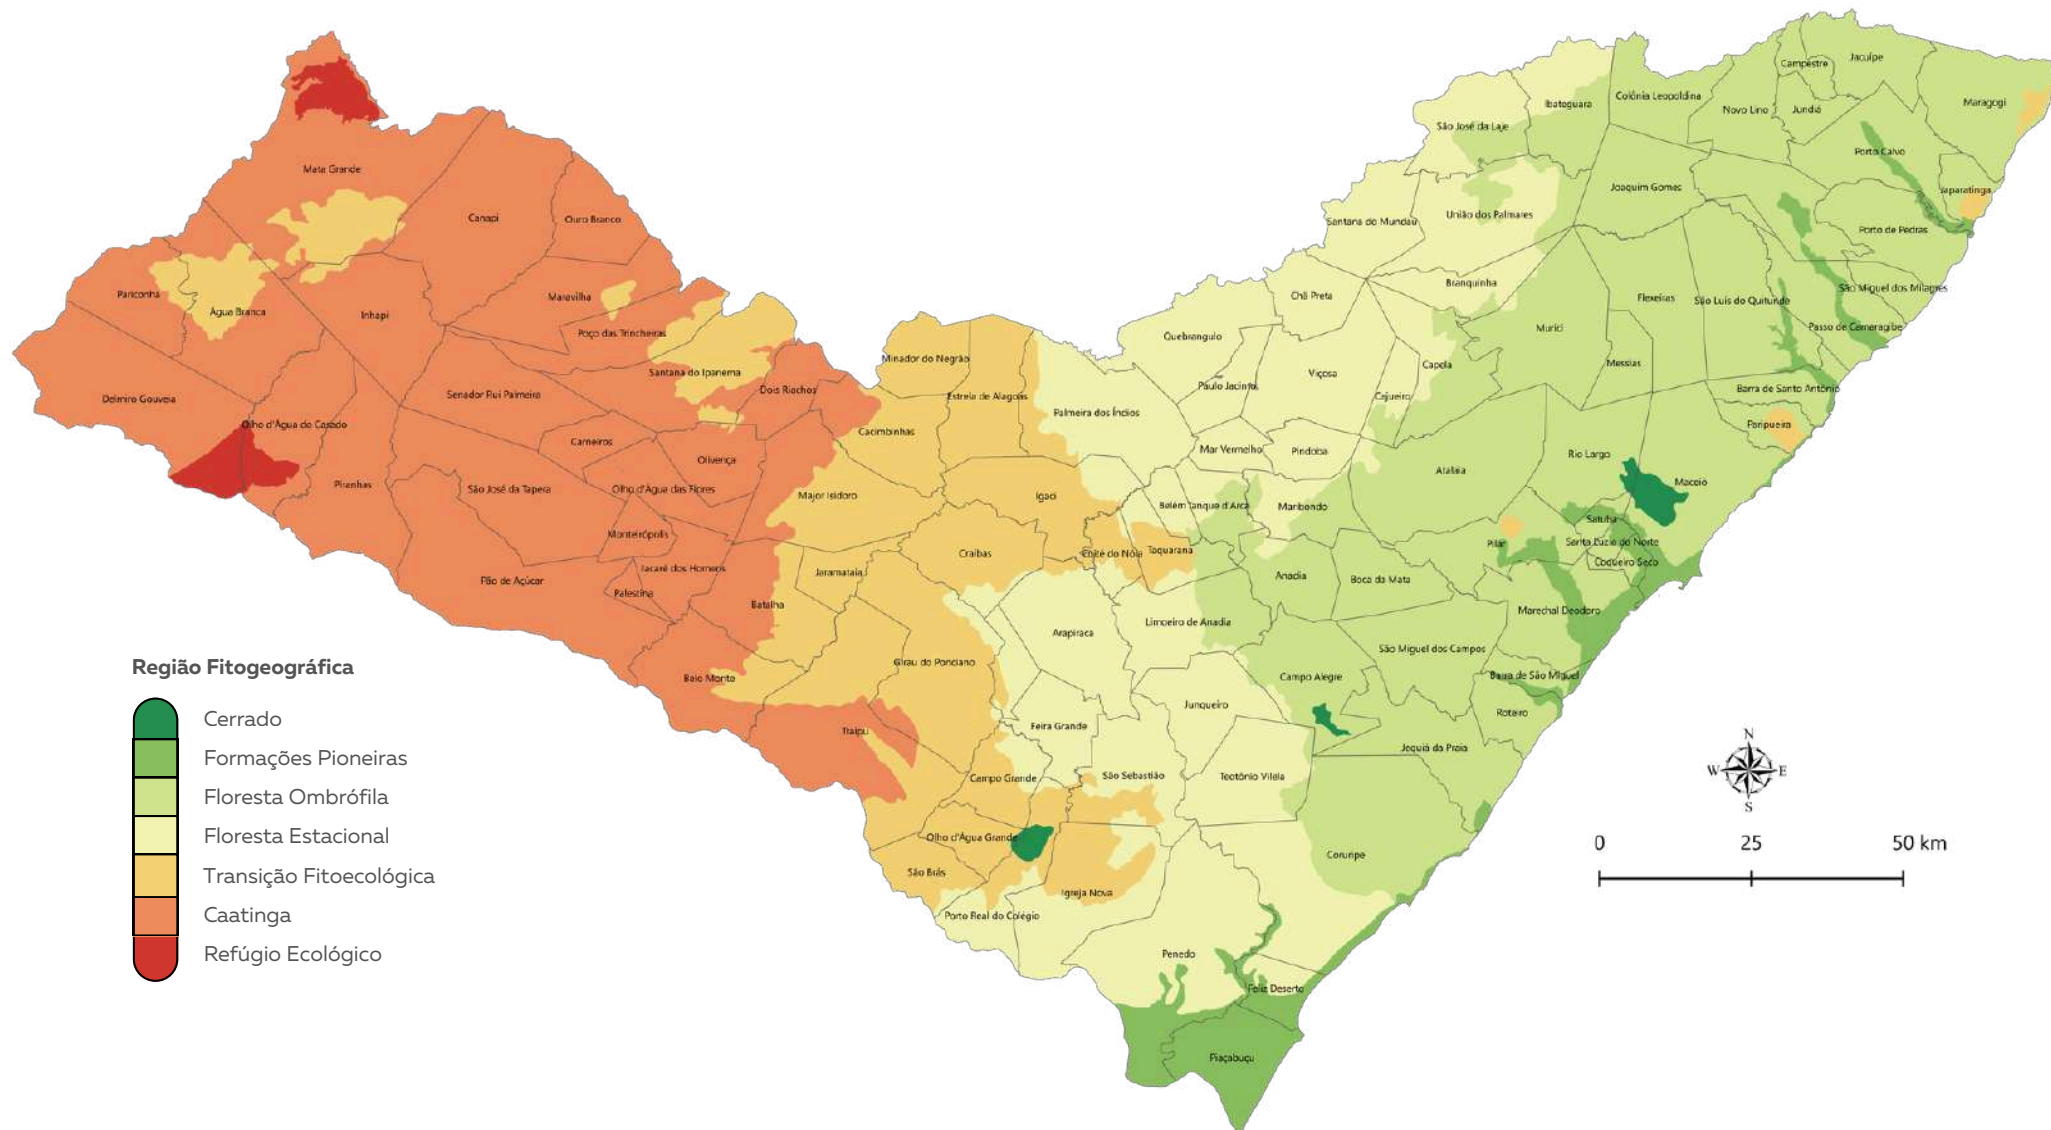 Jacuípe
Campestre
Maragogi
Colônia Leopoldina
Ibateguara
Novo Lino
Jundiá
São José da Laje
Porto Calvo
Mata Grande
Joaquim Gomes
Japaratinga
Canapi
Ouro Branco
União dos Palmares
Santana do Mundaú
Porto de Pedras
Branquinha
São Miguel dos Milagres
Pariconha
Maravilha
Chã Preta
Flexeiras
São Luís do Quitunde
Água Branca
Inhapi
Murici
Passo de Camaragibe
Poço das Trincheiras
Quebrangulo
Minador do Negrão
Messias
Capela
Santana do Ipanema
Viçosa
Paulo Jacinto
Dois Riachos
Barra de Santo Antônio
Senador Rui Palmeira
Estrela de Alagoas
Cajueiro
Delmiro Gouveia
Palmeira dos Índios
Olho d'Água do Casado
Paripueira
Cacimbinhas
Carneiros
Mar Vermelho
Pindoba
Rio Largo
Olivença
Atalaia
Maceió
Piranhas
São José da Tapera
Olho d'Água das Flores
Major Isidoro
Igaci
Belém
Tanque d'Arca
Maribondo
Satuba
Monteirópolis
Pilar
Santa Luzia do Norte
Craíbas
Coité do Nóia
Taquarana
Coqueiro Seco
Jacaré dos Homens
Jaramataia
Anadia
Boca da Mata
Pão de Açúcar
Palestina
Batalha
Marechal Deodoro
Arapiraca
Limoeiro de Anadia
São Miguel dos Campos
Girau do Ponciano
Região Fitogeográfica
Belo Monte
Campo Alegre
Barra de São Miguel
Junqueiro
Roteiro
Cerrado
Feira Grande
Traipu
N
Jequiá da Praia
Formações Pioneiras
W
E
Campo Grande
São Sebastião
Teotônio Vilela
Floresta Ombrófila
S
Floresta Estacional
Olho d'Água Grande
0 25 50 km
Coruripe
Transição Fitoecológica
São Brás
Igreja Nova
Caatinga
Porto Real do Colégio
Refúgio Ecológico
Penedo
Feliz Deserto
Piaçabuçu